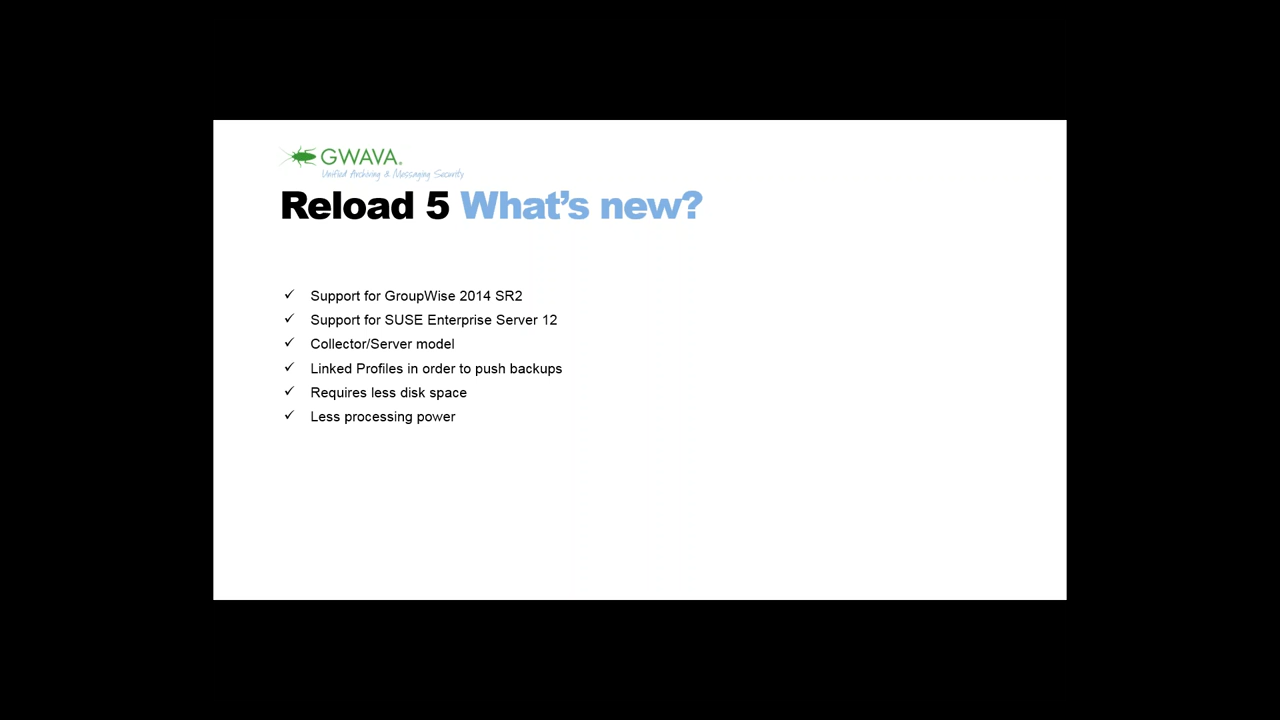 GWAVA.
Unified Archiving & Messaging Security
Reload 5 What's new?
✓ Support for GroupWise 2014 SR2
✓ Support for SUSE Enterprise Server 12
✓ Collector/Server model
✓ Linked Profiles in order to push backups
✓ Requires less disk space
✓ Less processing power